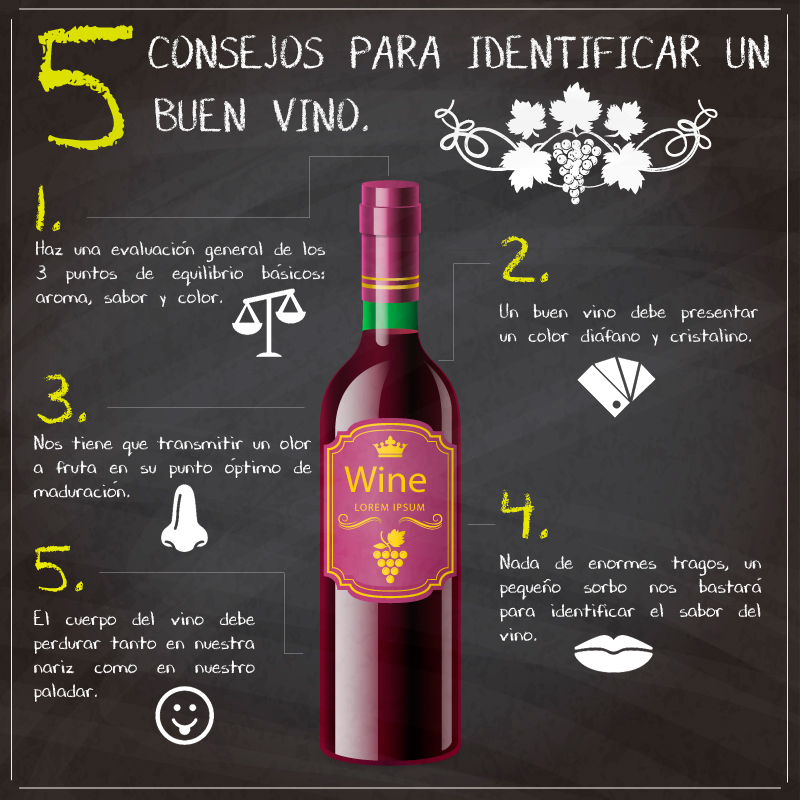 5 CONSEJOS PARA IDENTIFICAR UN
BUEN VINO.
1.
Haz una evaluación general de los
3 puntos de equilibrio básicos:
aroma, sabor y color.
2.
Un buen vino debe presentar
un color diáfano y cristalino.
3.
Nos tiene que transmitir un olor
a fruta en su punto óptimo de
maduración.
Wine
LOREM IPSUM
4.
Nada de enormes tragos, un
pequeño sorbo nos bastará
para identificar el sabor del
vino.
5.
El cuerpo del vino debe
perdurar tanto en nuestra
nariz como en nuestro
paladar.